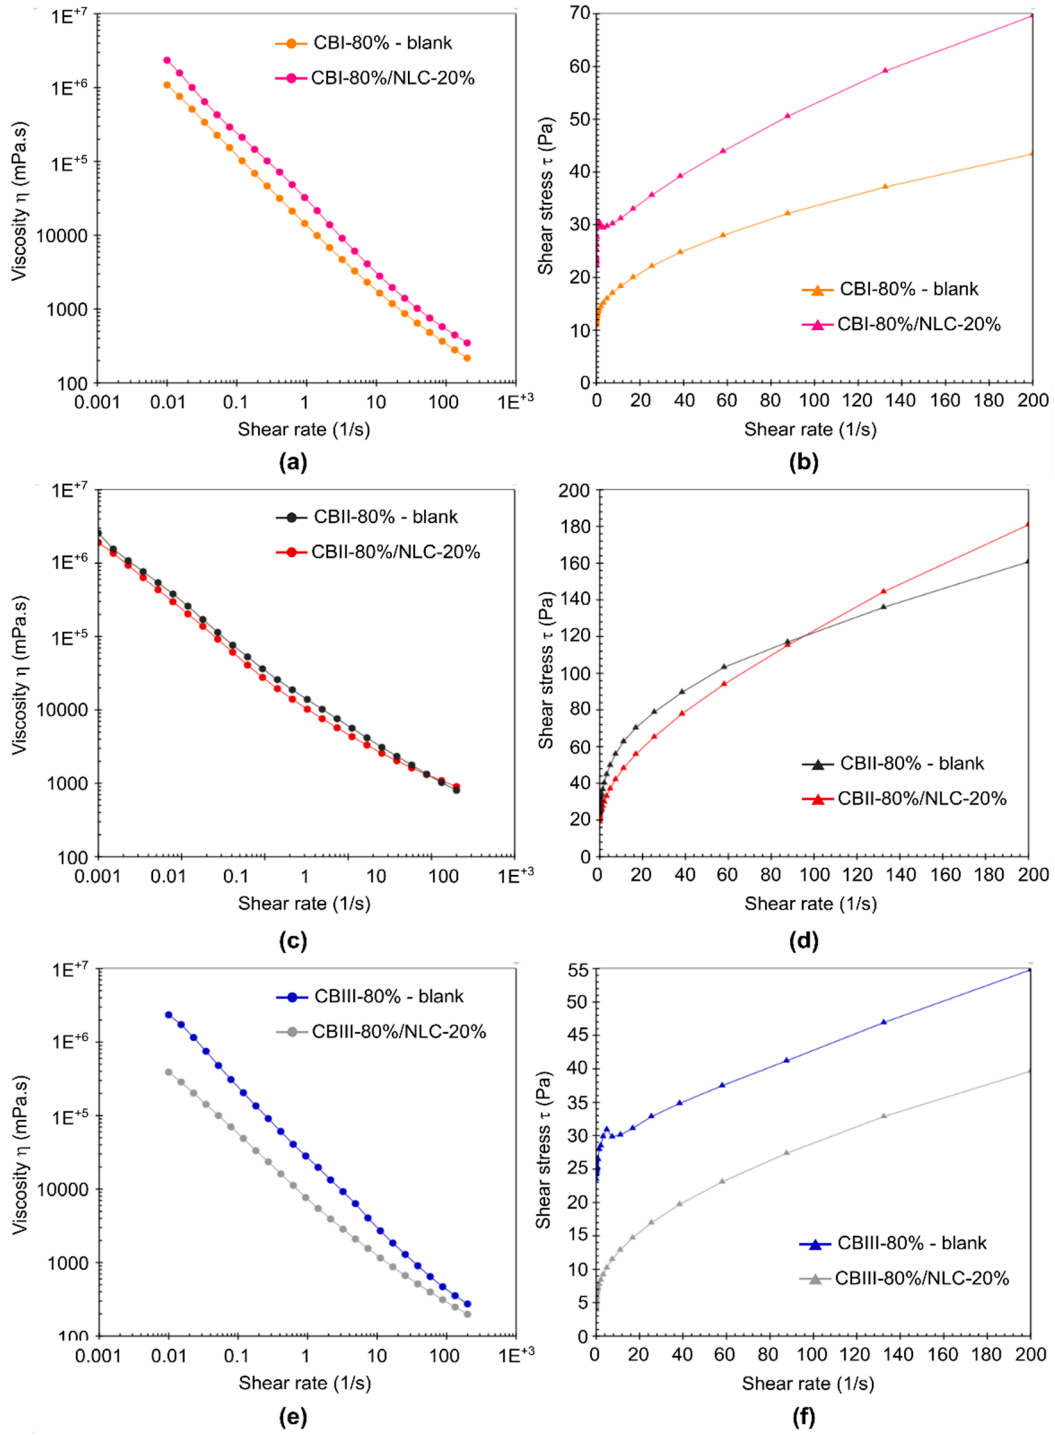 1E+7
1E+6
1E+5
10000
1000
100
Viscosity η (mPa.s)
CBI-80% - blank
CBI-80%/NLC-20%
0.001 0.01 0.1 1 10 100 1E+3
Shear rate (1/s)
(a)
70
60
50
40
30
20
10
0
Shear stress τ (Pa)
CBI-80% - blank
CBI-80%/NLC-20%
0 20 40 60 80 100 120 140 160 180 200
Shear rate (1/s)
(b)
1E+7
1E+6
1E+5
10000
1000
100
Viscosity η (mPa.s)
CBII-80% - blank
CBII-80%/NLC-20%
0.001 0.01 0.1 1 10 100 1E+3
Shear rate (1/s)
(c)
200
180
160
140
120
100
80
60
40
20
0
Shear stress τ (Pa)
CBII-80% - blank
CBII-80%/NLC-20%
0 20 40 60 80 100 120 140 160 180 200
Shear rate (1/s)
(d)
1E+7
1E+6
1E+5
10000
1000
100
Viscosity η (mPa.s)
CBIII-80% - blank
CBIII-80%/NLC-20%
0.001 0.01 0.1 1 10 100 1E+3
Shear rate (1/s)
(e)
55
50
45
40
35
30
25
20
15
10
5
0
Shear stress τ (Pa)
CBIII-80% - blank
CBIII-80%/NLC-20%
0 20 40 60 80 100 120 140 160 180 200
Shear rate (1/s)
(f)